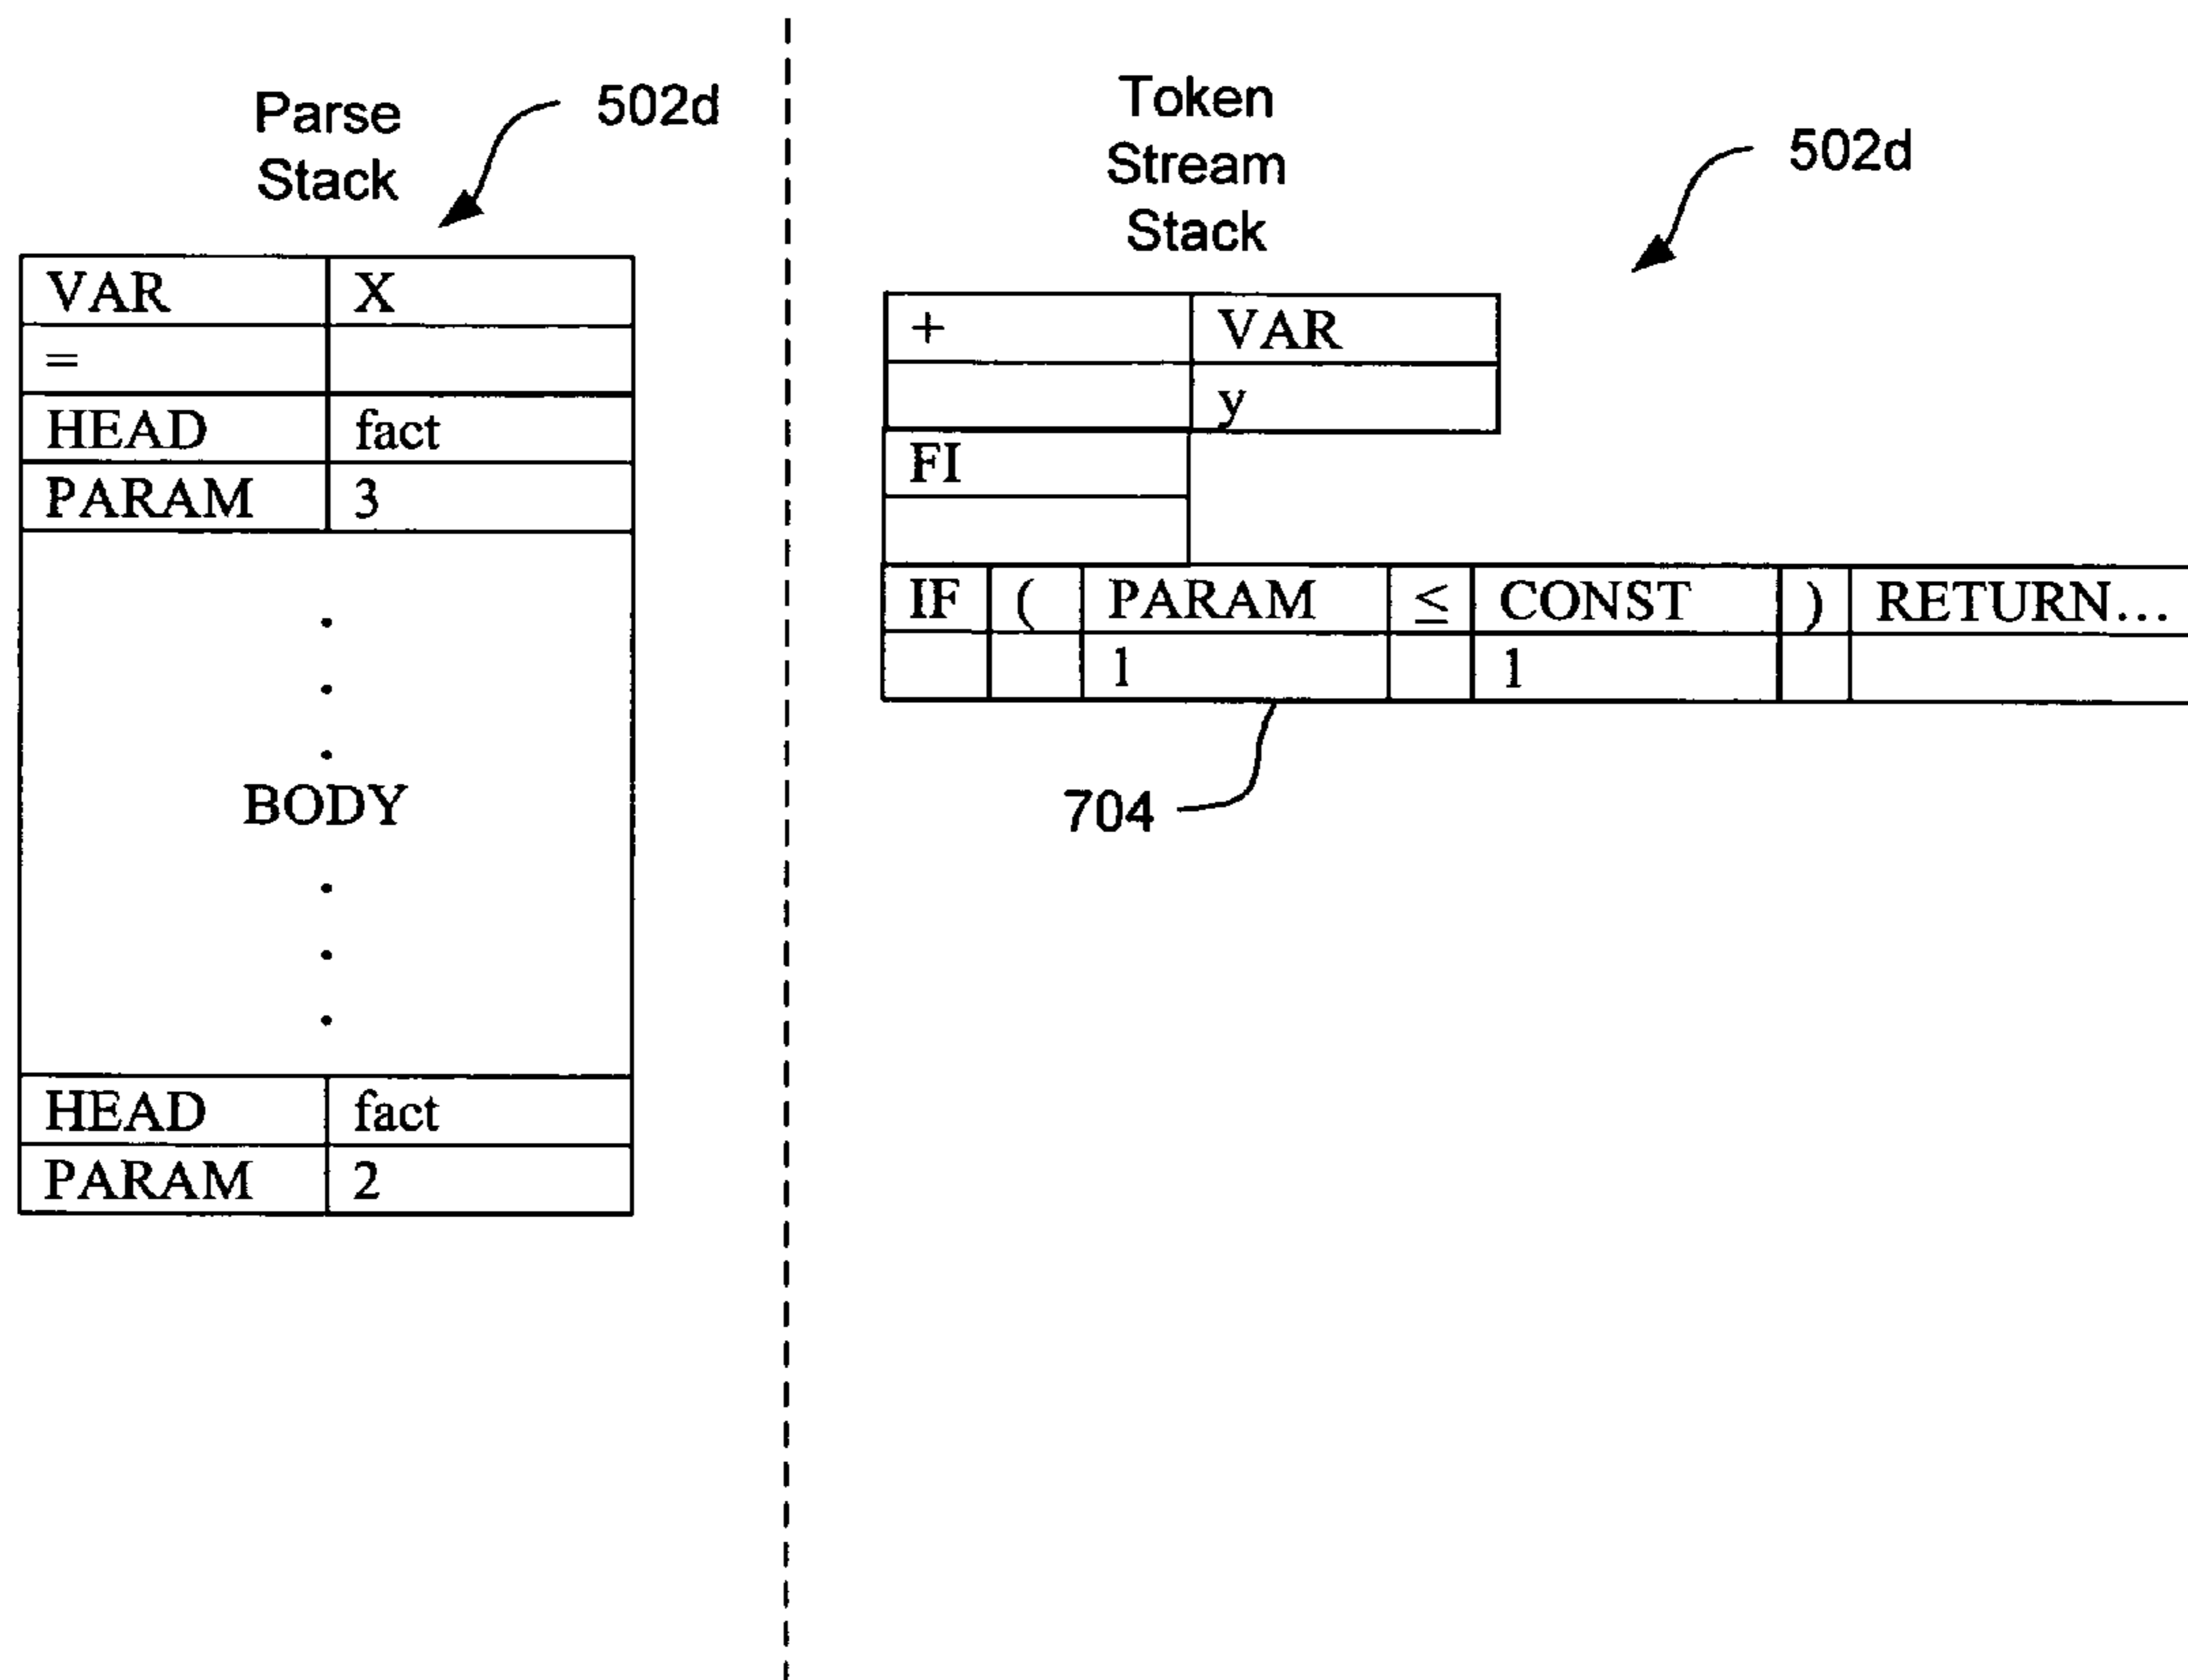 Parse
Stack
502d
VAR X
=
HEAD fact
PARAM 3
BODY
HEAD fact
PARAM 2
Token
Stream
Stack
502d
+ VAR
y
FI
IF ( PARAM ≤ CONST ) RETURN...
1 1
704